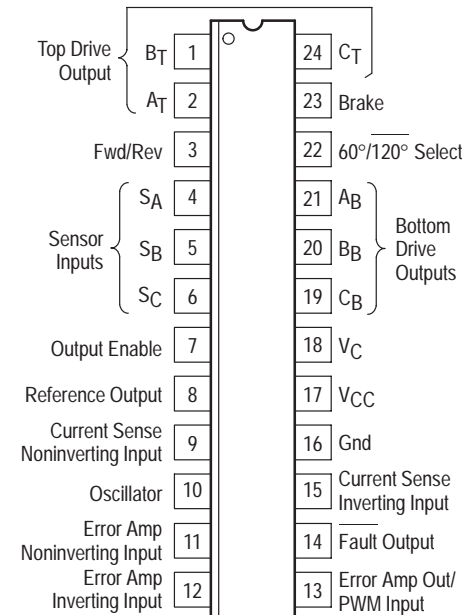 Top Drive
Output
B_T 1
A_T 2
Fwd/Rev 3
Sensor
Inputs
S_A 4
S_B 5
S_C 6
Output Enable 7
Reference Output 8
Current Sense
Noninverting Input 9
Oscillator 10
Error Amp
Noninverting Input 11
Error Amp
Inverting Input 12
24 C_T
23 Brake
22 60°/120° Select
21 A_B
20 B_B
19 C_B
Bottom
Drive
Outputs
18 V_C
17 V_CC
16 Gnd
15 Current Sense
Inverting Input
14 Fault Output
13 Error Amp Out/
PWM Input